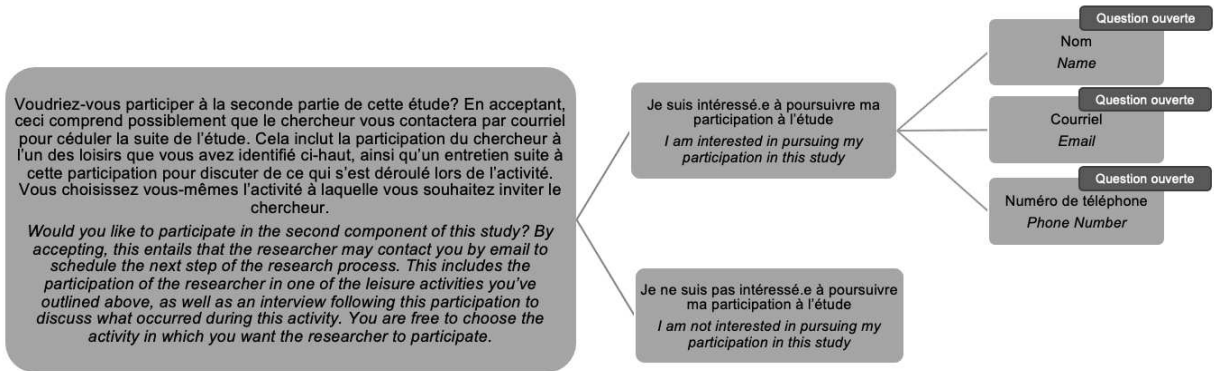 Voudriez-vous participer à la seconde partie de cette étude? En acceptant,
ceci comprend possiblement que le chercheur vous contactera par courriel
pour céduler la suite de l'étude. Cela inclut la participation du chercheur à
l'un des loisirs que vous avez identifié ci-haut, ainsi qu'un entretien suite à
cette participation pour discuter de ce qui s'est déroulé lors de l'activité.
Vous choisissez vous-mêmes l'activité à laquelle vous souhaitez inviter le
chercheur.
Would you like to participate in the second component of this study? By
accepting, this entails that the researcher may contact you by email to
schedule the next step of the research process. This includes the
participation of the researcher in one of the leisure activities you've
outlined above, as well as an interview following this participation to
discuss what occurred during this activity. You are free to choose the
activity in which you want the researcher to participate.
Je suis intéressé.e à poursuivre ma
participation à l'étude
I am interested in pursuing my
participation in this study
Question ouverte
Nom
Name
Question ouverte
Courriel
Email
Question ouverte
Numéro de téléphone
Phone Number
Je ne suis pas intéressé.e à poursuivre
ma participation à l'étude
I am not interested in pursuing my
participation in this study